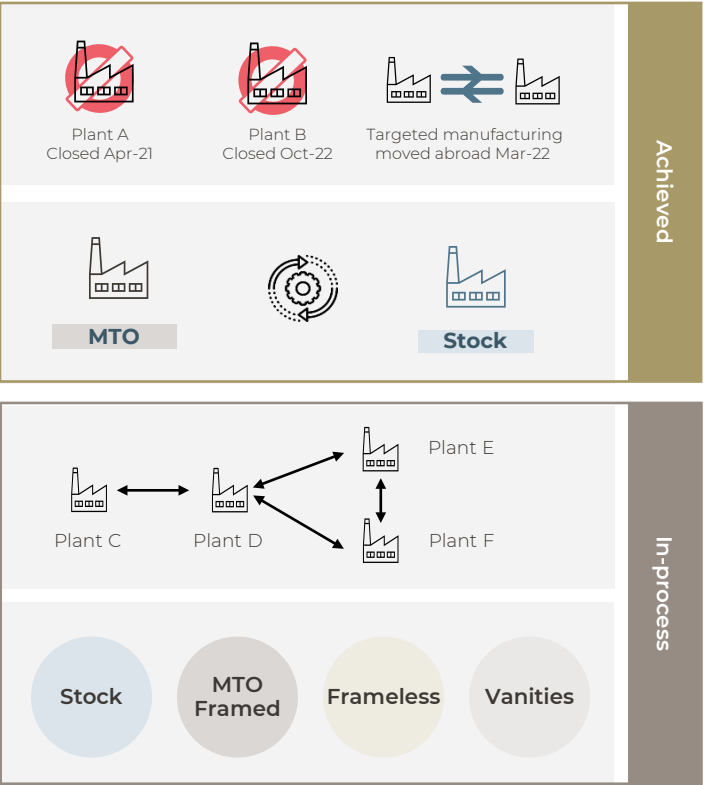 Plant A
Closed Apr-21
Plant B
Closed Oct-22
Targeted manufacturing
moved abroad Mar-22
Achieved
MTO
Stock
Plant E
Plant C
Plant D
Plant F
In-process
Stock
MTO
Framed
Frameless
Vanities